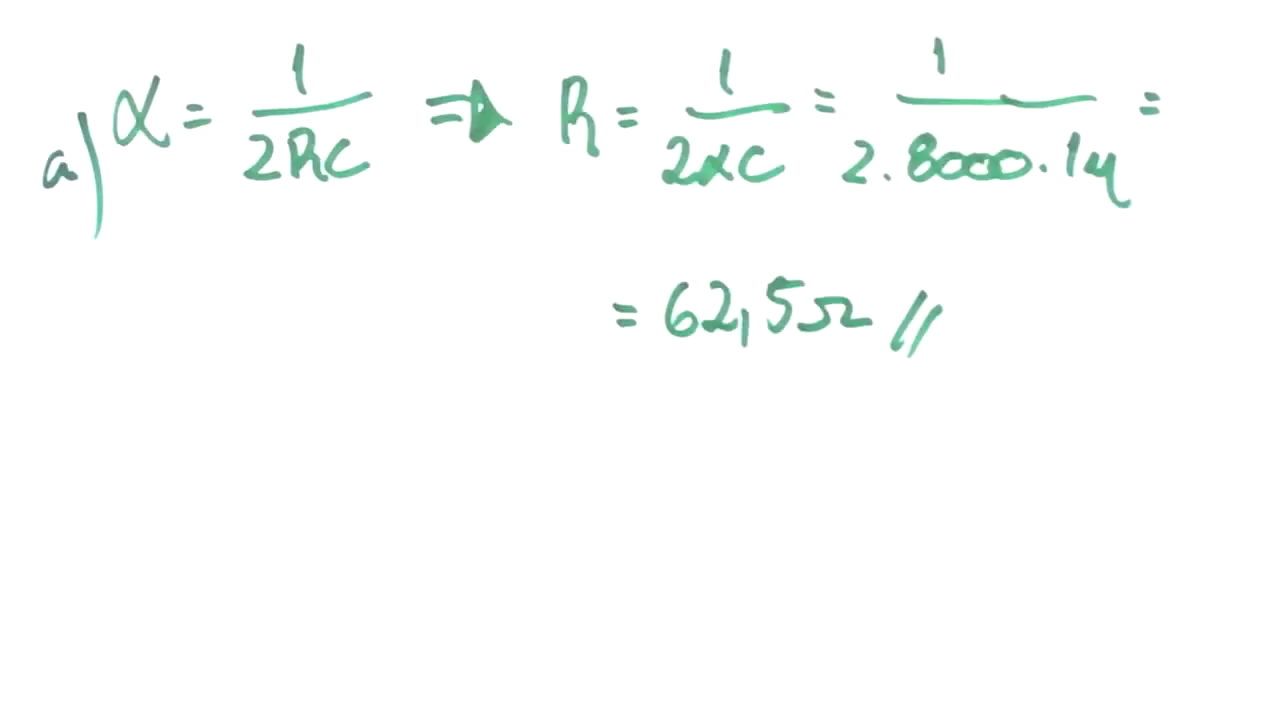 a) α = 1/2RC ⇒ R = 1/2αC = 1/2.8000.1μ =
= 62,5Ω //